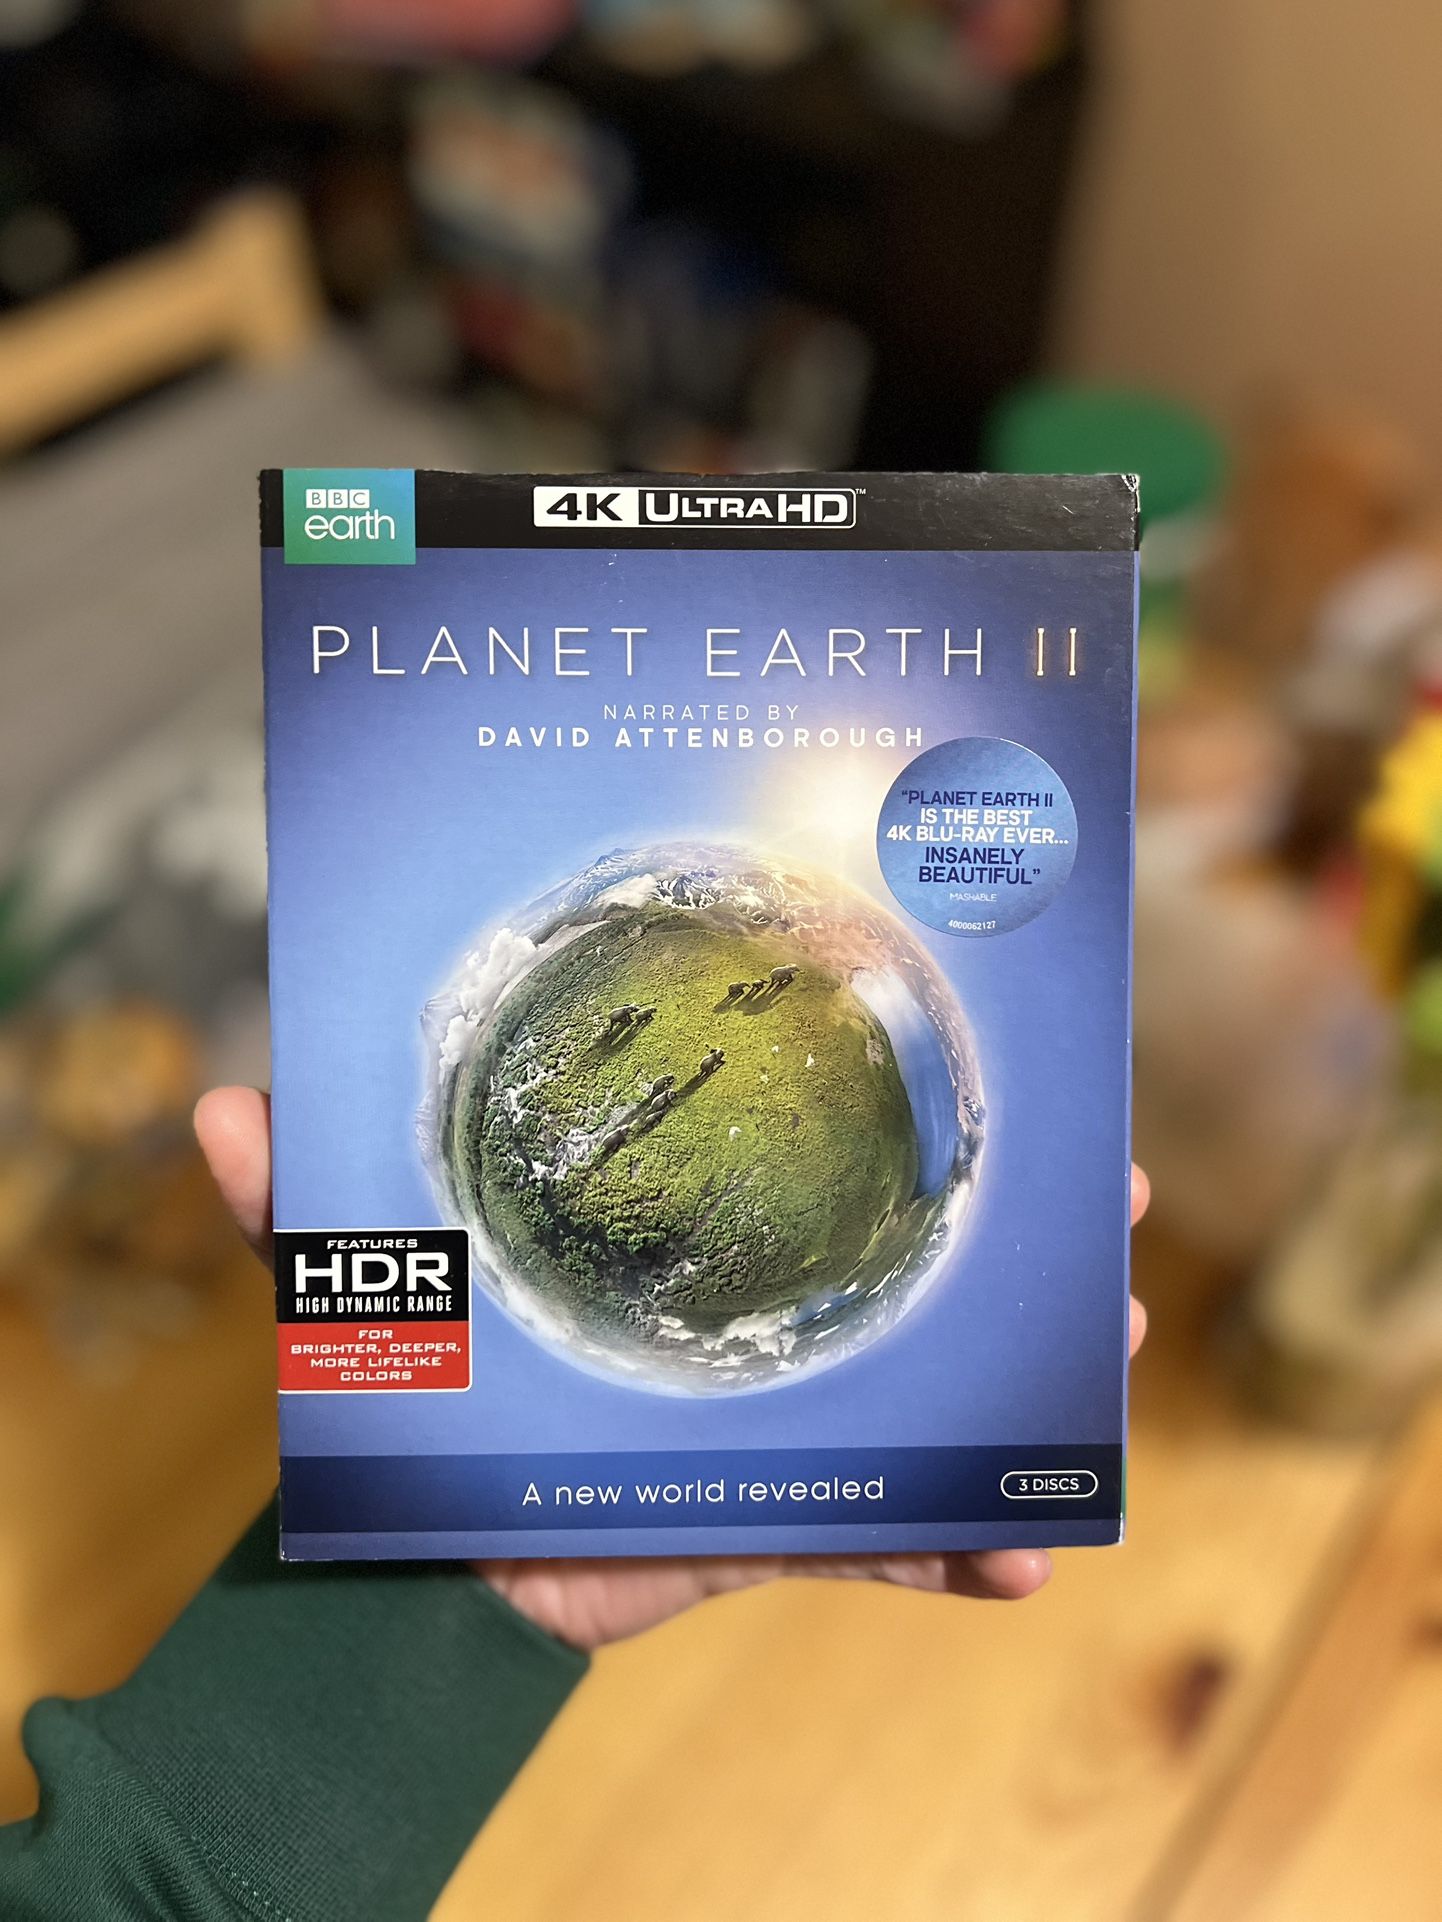 BBC
earth
4K ULTRA HD™
PLANET EARTH II
NARRATED BY
DAVID ATTENBOROUGH
“PLANET EARTH II
IS THE BEST
4K BLU-RAY EVER...
INSANELY
BEAUTIFUL”
MASHABLE
4000062127
FEATURES
HDR
HIGH DYNAMIC RANGE
FOR
BRIGHTER, DEEPER,
MORE LIFELIKE
COLORS
A new world revealed
3 DISCS